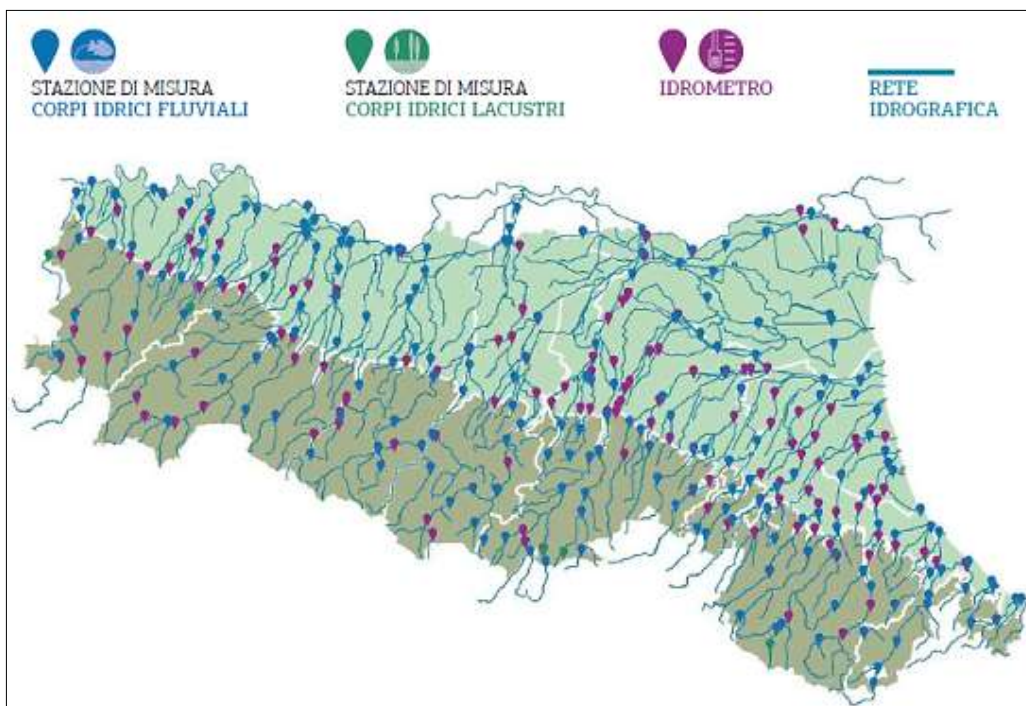 STAZIONE DI MISURA
CORPI IDRICI FLUVIALI
STAZIONE DI MISURA
CORPI IDRICI LACUSTRI
IDROMETRO
RETE
IDROGRAFICA